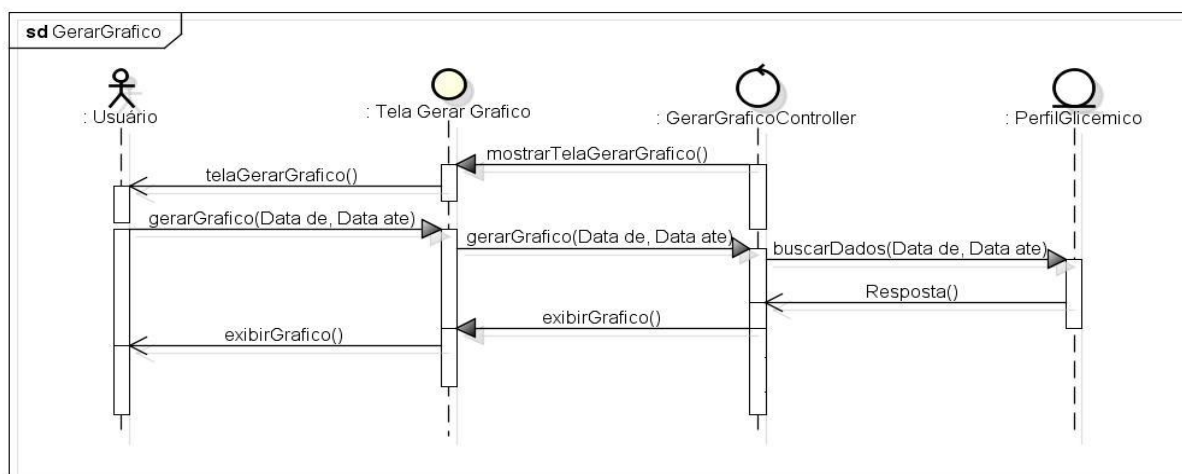 sd GerarGrafico
: Usuário
: Tela Gerar Grafico
: GerarGraficoController
: PerfilGlicemico
mostrarTelaGerarGrafico()
telaGerarGrafico()
gerarGrafico(Data de, Data ate)
gerarGrafico(Data de, Data ate)
buscarDados(Data de, Data ate)
Resposta()
exibirGrafico()
exibirGrafico()